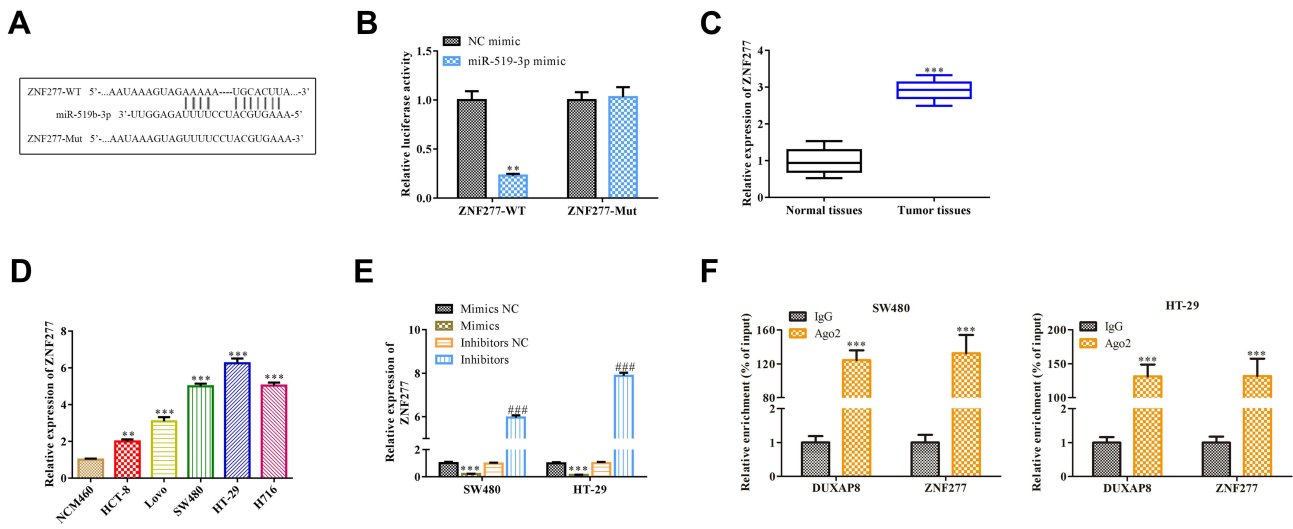 A
ZNF277-WT 5'-...AAUAAAGUAGAAAAA----UGCACUUA...-3'
miR-519b-3p 3'-UUGGAGAUUUUCCUACGUGAAA-5'
ZNF277-Mut 5'-...AAUAAAGUAGUUUUCCUACGUGAAA-3'
B
NC mimic
miR-519-3p mimic
Relative luciferase activity
1.5
1.0
0.5
0.0
**
ZNF277-WT ZNF277-Mut
C
Relative expression of ZNF277
4
3
2
1
0
***
Normal tissues Tumor tissues
D
Relative expression of ZNF277
8
6
4
2
0
** *** *** *** ***
NCM460 HCT-8 Lovo SW480 HT-29 H716
E
Mimics NC
Mimics
Inhibitors NC
Inhibitors
Relative expression of
ZNF277
10
8
6
2
1
0
*** ### *** ###
SW480 HT-29
F
SW480
IgG
Ago2
Relative enrichment (% of input)
160
120
80
2
1
0
*** ***
DUXAP8 ZNF277
HT-29
IgG
Ago2
Relative enrichment (% of input)
200
150
100
2
1
0
*** ***
DUXAP8 ZNF277